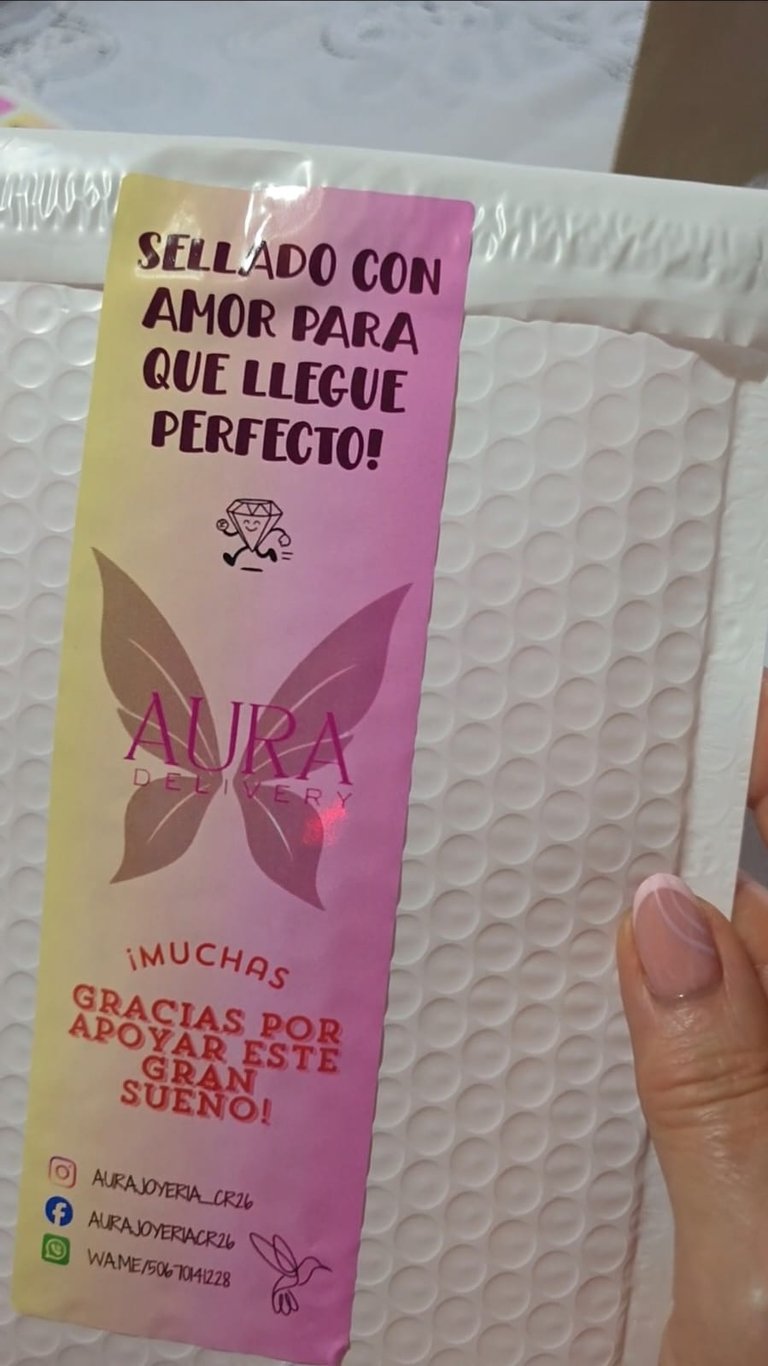 SELLADO CON
AMOR PARA
QUE LLEGUE
PERFECTO!
AURA
DELIVERY
¡MUCHAS
GRACIAS POR
APOYAR ESTE
GRAN
SUEÑO!
AURAJOYERIA_CR26
AURAJOYERIACR26
WA.ME/50670141228